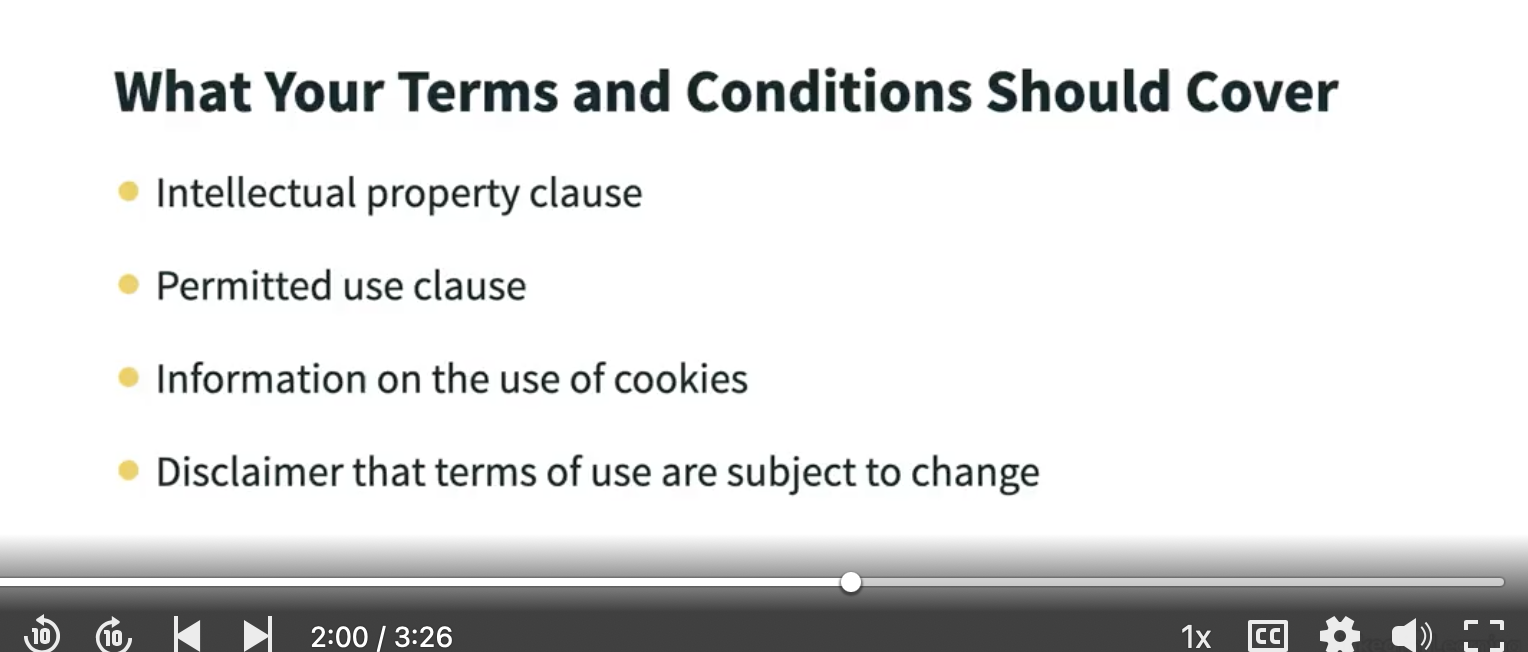 What Your Terms and Conditions Should Cover
Intellectual property clause
Permitted use clause
Information on the use of cookies
Disclaimer that terms of use are subject to change
10 10 2:00 / 3:26 1x CC